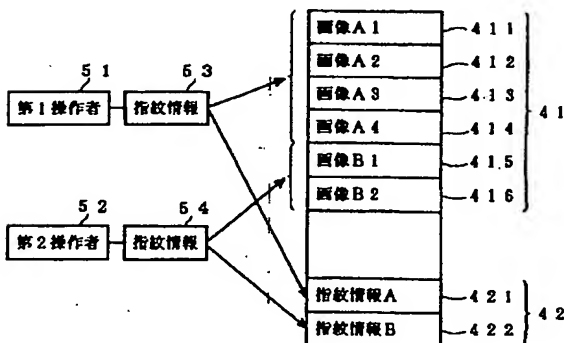 画像A1 411
画像A2 412
画像A3 413
画像A4 414
41
画像B1 415
画像B2 416
51 53
第1操作者 指紋情報
52 54
第2操作者 指紋情報
指紋情報A 421
指紋情報B 422
42